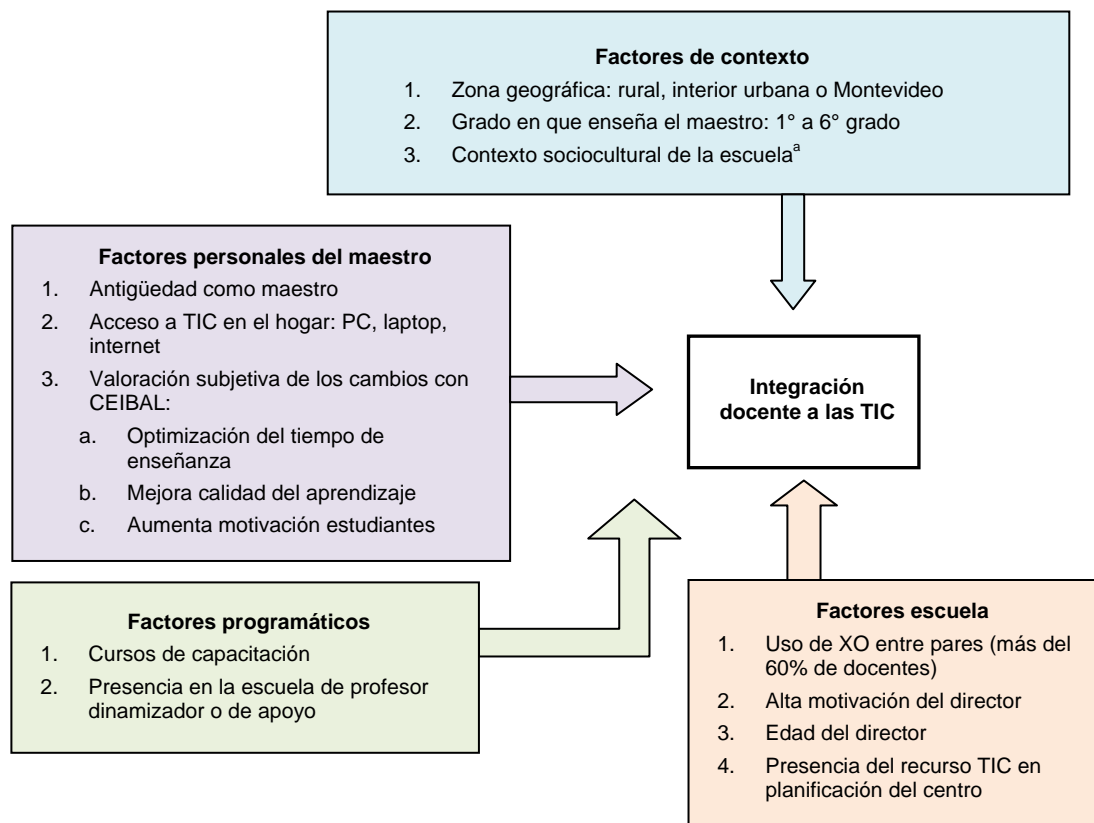 Factores de contexto
1. Zona geográfica: rural, interior urbana o Montevideo
2. Grado en que enseña el maestro: 1° a 6° grado
3. Contexto sociocultural de la escuelaª
Factores personales del maestro
1. Antigüedad como maestro
2. Acceso a TIC en el hogar: PC, laptop,
internet
3. Valoración subjetiva de los cambios con
CEIBAL:
a. Optimización del tiempo de
enseñanza
b. Mejora calidad del aprendizaje
c. Aumenta motivación estudiantes
Integración
docente a las TIC
Factores programáticos
1. Cursos de capacitación
2. Presencia en la escuela de profesor
dinamizador o de apoyo
Factores escuela
1. Uso de XO entre pares (más del
60% de docentes)
2. Alta motivación del director
3. Edad del director
4. Presencia del recurso TIC en
planificación del centro